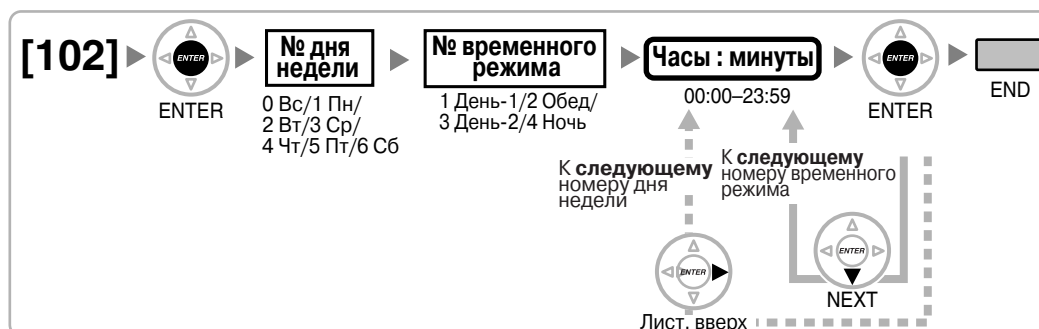 [102]
ENTER
ENTER
№ дня
недели
0 Вс/1 Пн/
2 Вт/3 Ср/
4 Чт/5 Пт/6 Сб
№ временного
режима
1 День-1/2 Обед/
3 День-2/4 Ночь
Часы : минуты
00:00–23:59
ENTER
ENTER
END
К следующему
номеру дня
недели
К следующему
номеру временного
режима
ENTER
Лист. вверх
ENTER
NEXT